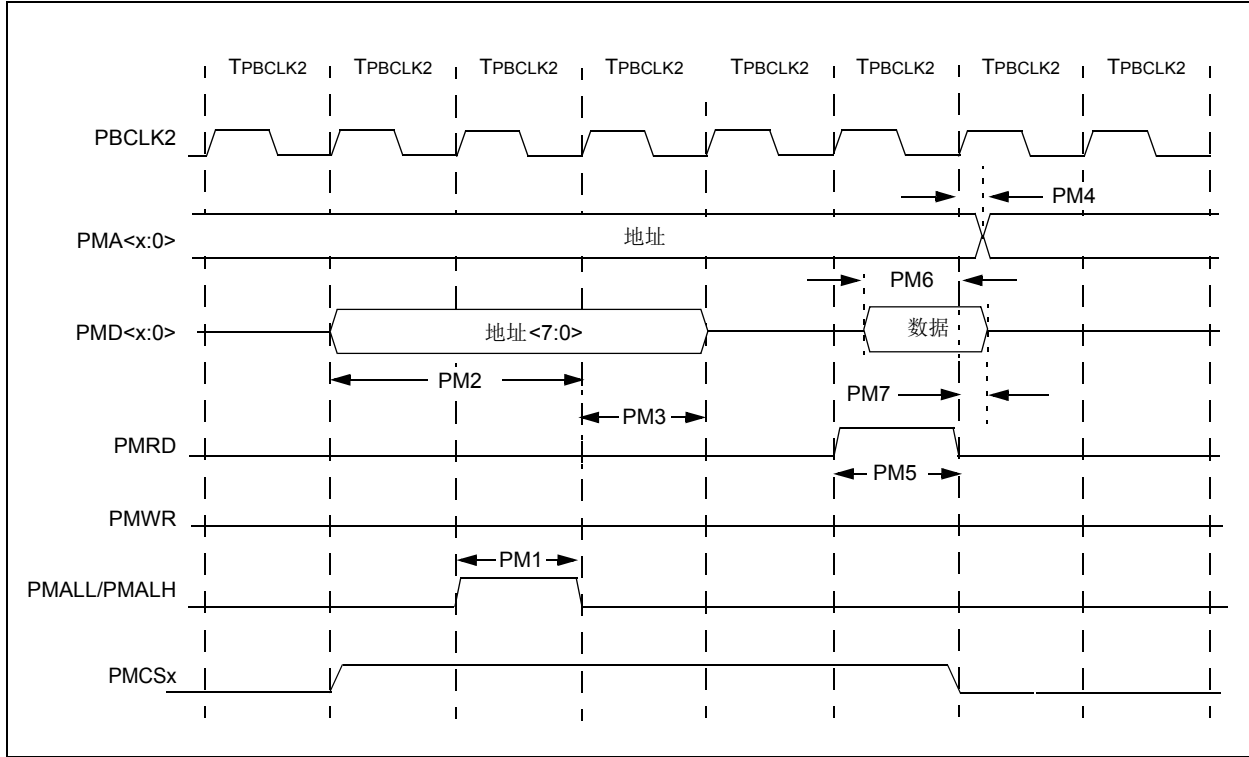 TPBCLK2 TPBCLK2 TPBCLK2 TPBCLK2 TPBCLK2 TPBCLK2 TPBCLK2 TPBCLK2
PBCLK2
PM4
PMA<x:0>
地址
PM6
PMD<x:0>
地址<7:0>
数据
PM2
PM7
PM3
PMRD
PM5
PMWR
PM1
PMALL/PMALH
PMCSx